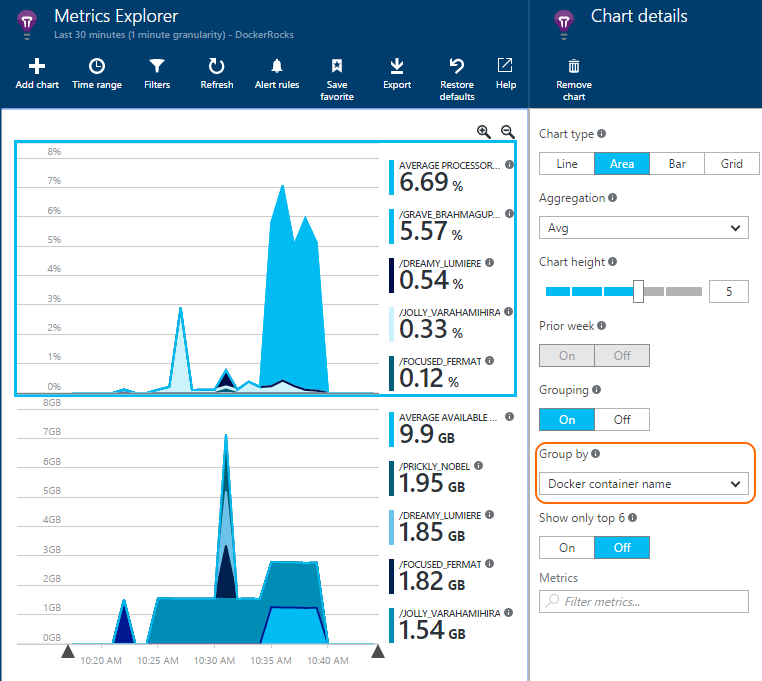 Metrics Explorer
Last 30 minutes (1 minute granularity) - DockerRocks
Add chart
Time range
Filters
Refresh
Alert rules
Save favorite
Export
Restore defaults
Help
Chart details
Remove chart
8%
7%
6%
5%
4%
3%
2%
1%
0%
AVERAGE PROCESSOR...
6.69 %
/GRAVE_BRAHMAGUP...
5.57 %
/DREAMY_LUMIERE
0.54 %
/JOLLY_VARAHAMIHIRA
0.33 %
/FOCUSED_FERMAT
0.12 %
8GB
7GB
6GB
5GB
4GB
3GB
2GB
1GB
0GB
AVERAGE AVAILABLE ...
9.9 GB
/PRICKLY_NOBEL
1.95 GB
/DREAMY_LUMIERE
1.85 GB
/FOCUSED_FERMAT
1.82 GB
/JOLLY_VARAHAMIHIRA
1.54 GB
10:20 AM 10:25 AM 10:30 AM 10:35 AM 10:40 AM
Chart type
Line Area Bar Grid
Aggregation
Avg
Chart height
5
Prior week
On Off
Grouping
On Off
Group by
Docker container name
Show only top 6
On Off
Metrics
Filter metrics...